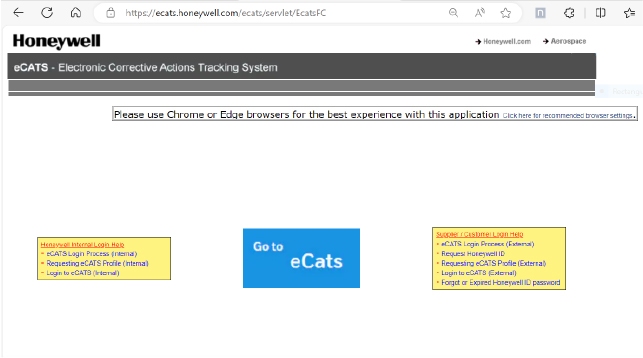 https://ecats.honeywell.com/ecats/servlet/EcatsFC
Honeywell
Honeywell.com
Aerospace
eCATS - Electronic Corrective Actions Tracking System
Please use Chrome or Edge browsers for the best experience with this application Click here for recommended browser settings.
Honeywell Internal Login Help
- eCATS Login Process (Internal)
- Requesting eCATS Profile (Internal)
- Login to eCATS (Internal)
Go to
eCats
Supplier / Customer Login Help
- eCATS Login Process (External)
- Request Honeywell ID
- Requesting eCATS Profile (External)
- Login to eCATS (External)
- Forgot or Expired Honeywell ID password